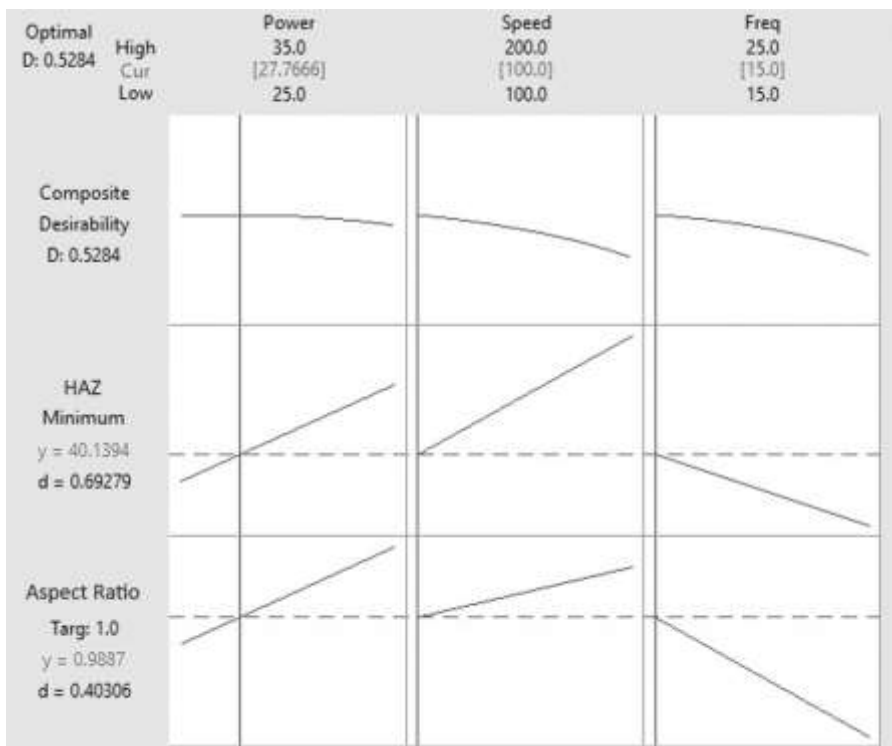 Optimal
D: 0.5284
High
Cur
Low
Power
35.0
[27.7666]
25.0
Speed
200.0
[100.0]
100.0
Freq
25.0
[15.0]
15.0
Composite
Desirability
D: 0.5284
HAZ
Minimum
y = 40.1394
d = 0.69279
Aspect Ratio
Targ: 1.0
y = 0.9887
d = 0.40306